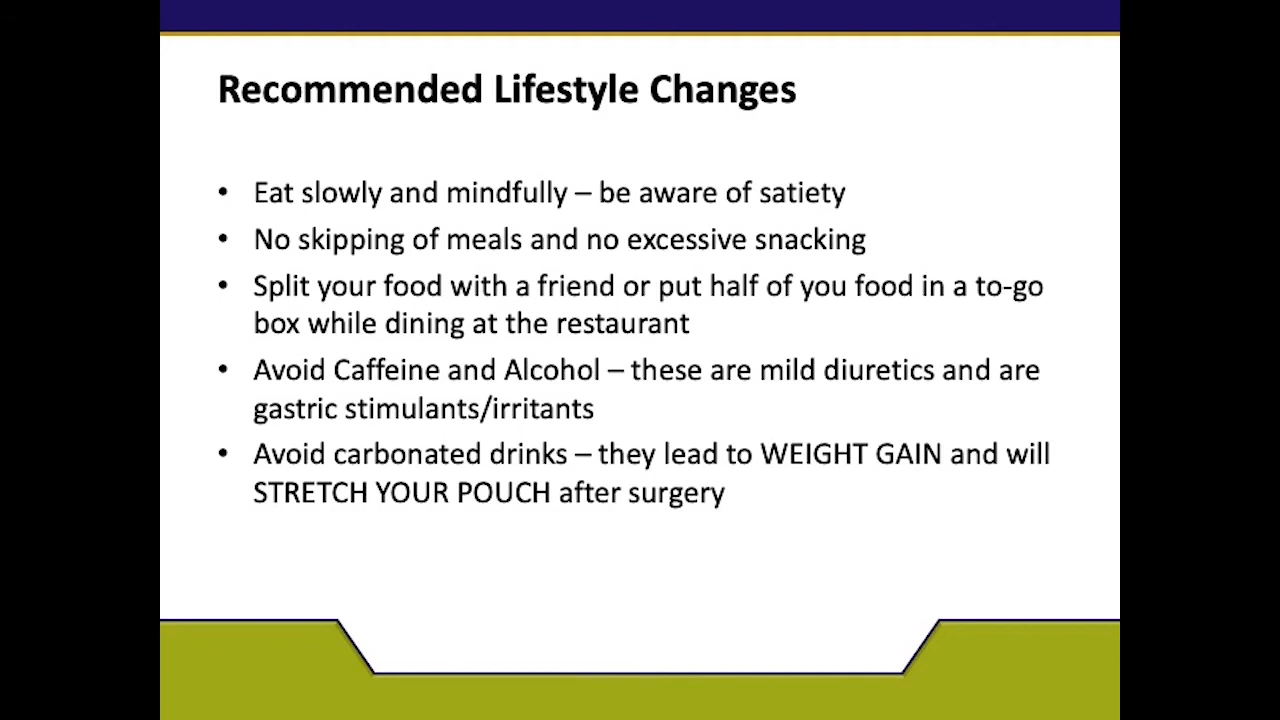 Recommended Lifestyle Changes
• Eat slowly and mindfully – be aware of satiety
• No skipping of meals and no excessive snacking
• Split your food with a friend or put half of you food in a to-go
box while dining at the restaurant
• Avoid Caffeine and Alcohol – these are mild diuretics and are
gastric stimulants/irritants
• Avoid carbonated drinks – they lead to WEIGHT GAIN and will
STRETCH YOUR POUCH after surgery